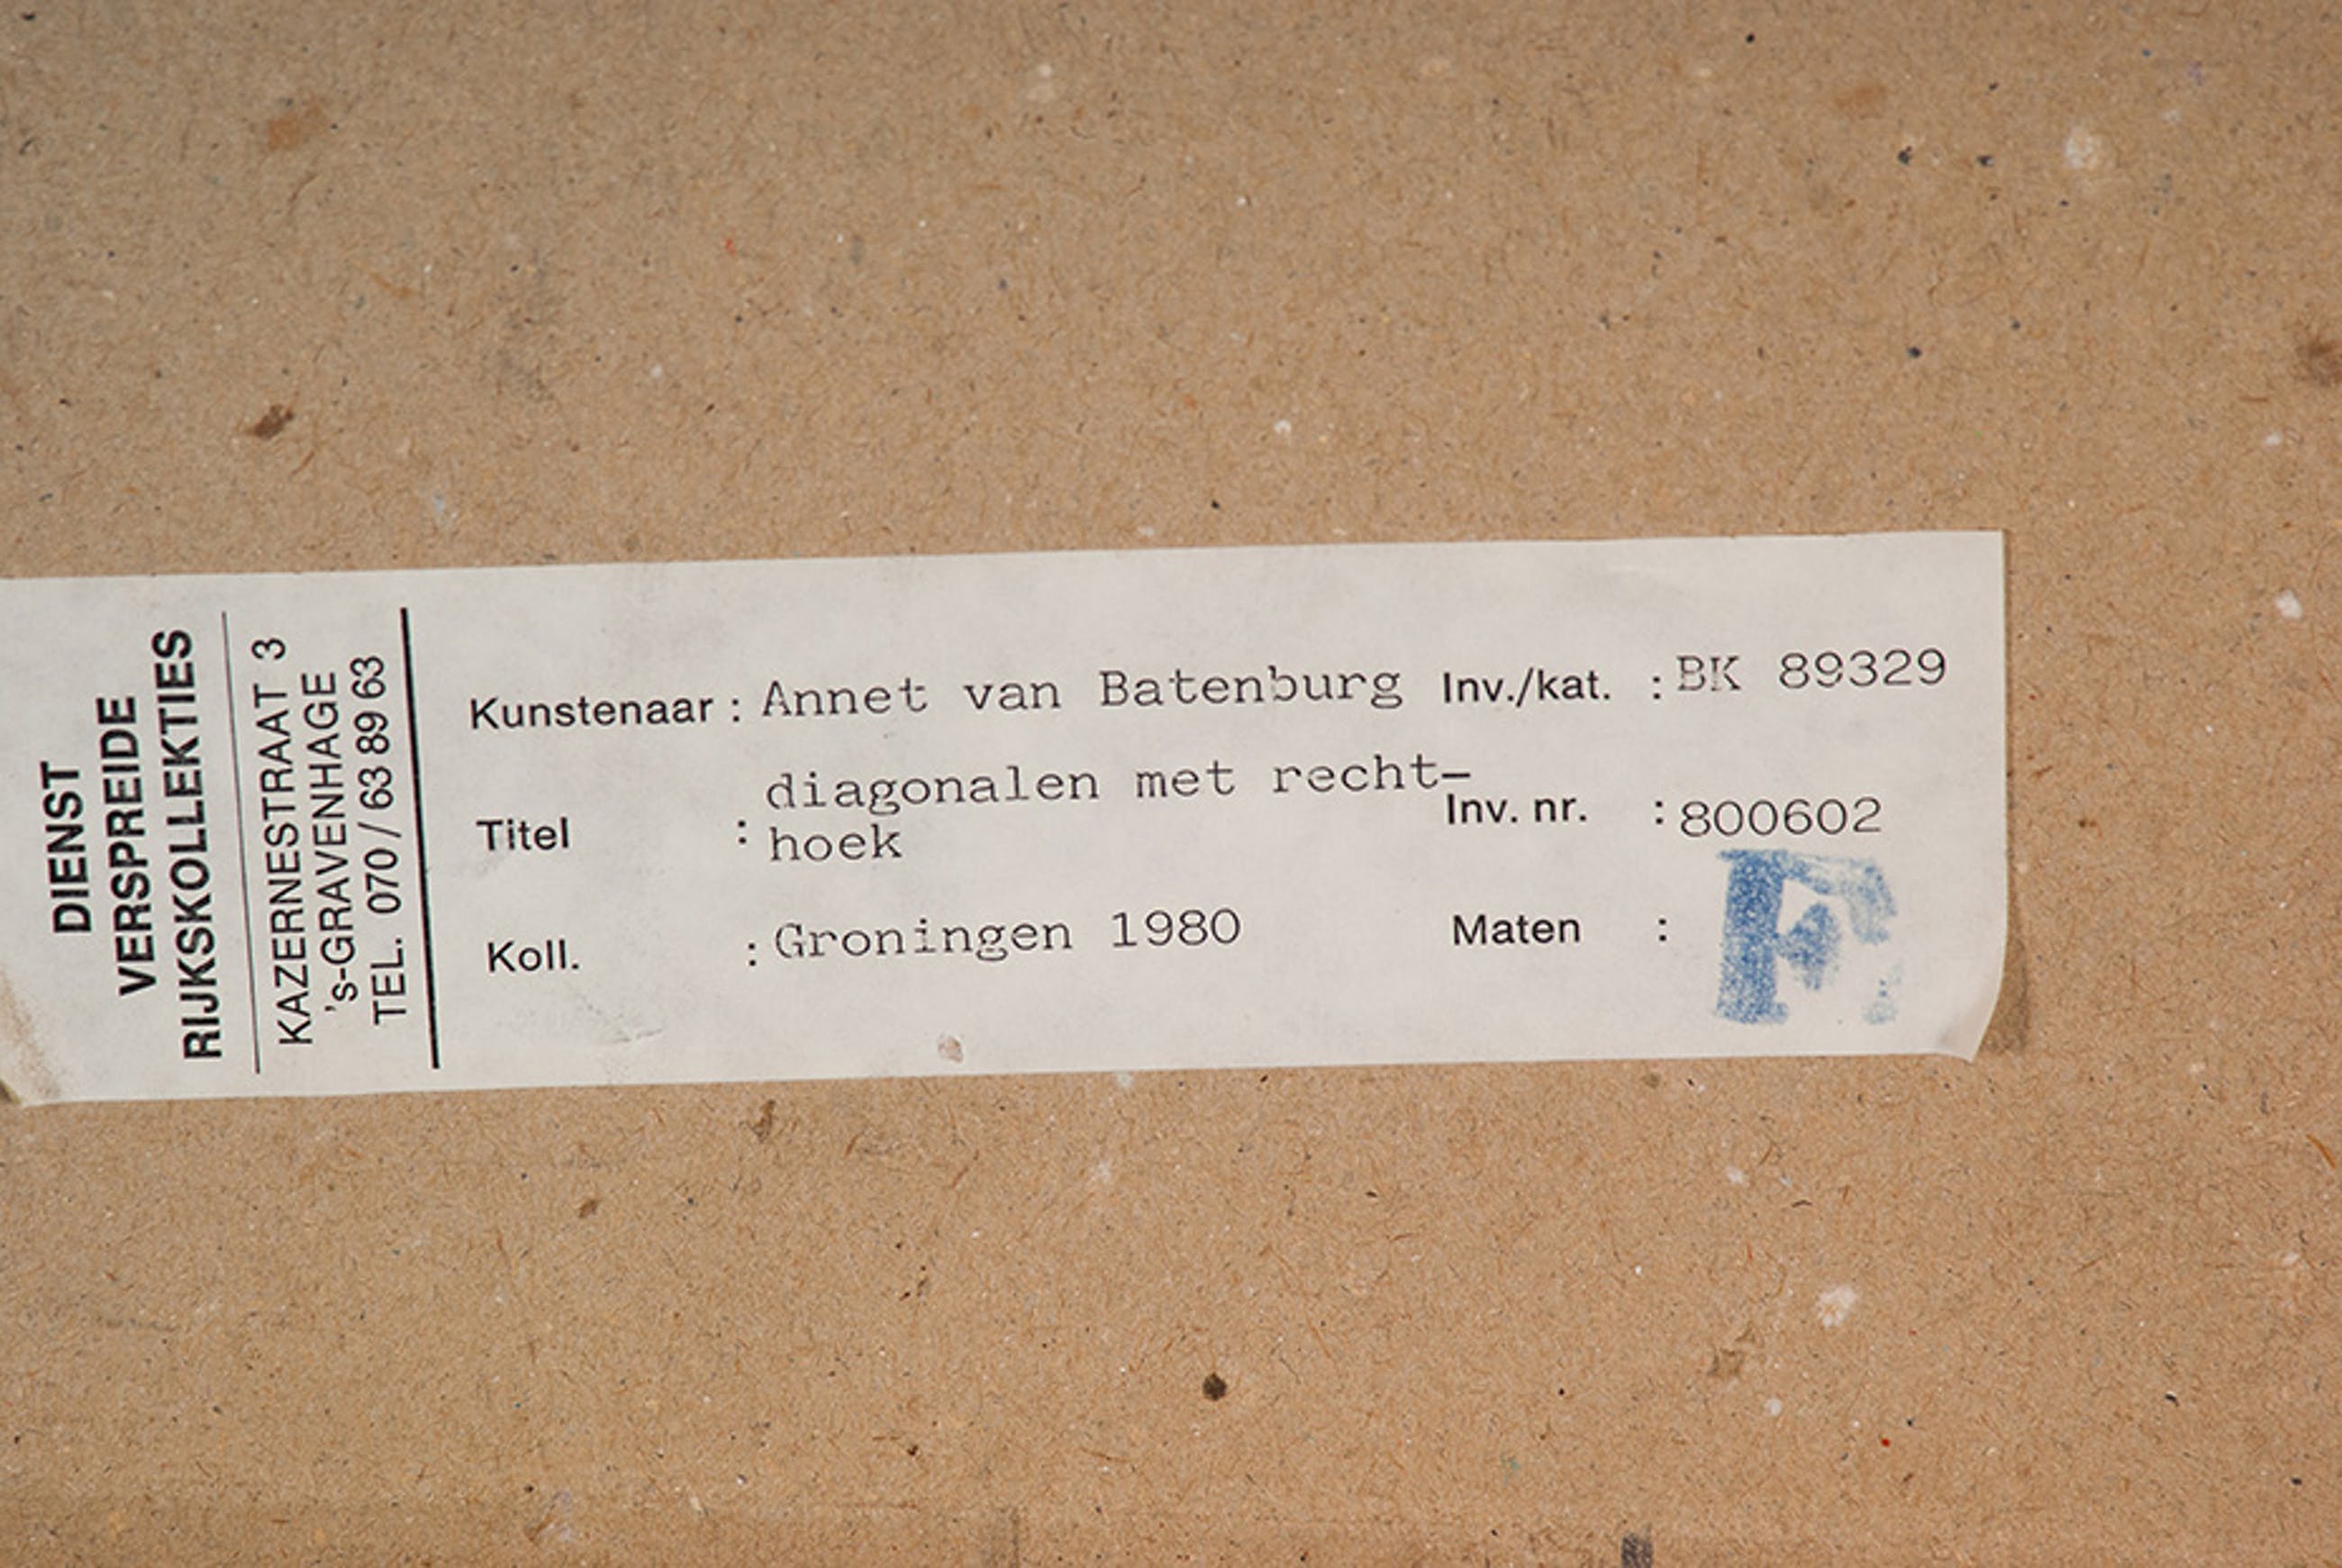 DIENST
VERSPREIDE
RIJKSKOLLEKTIES
KAZERNESTRAAT 3
's-GRAVENHAGE
TEL. 070 / 63 89 63
Kunstenaar : Annet van Batenburg Inv./kat. : BK 89329
Titel : diagonalen met recht-
hoek
Inv. nr. : 800602
Koll. : Groningen 1980 Maten : F